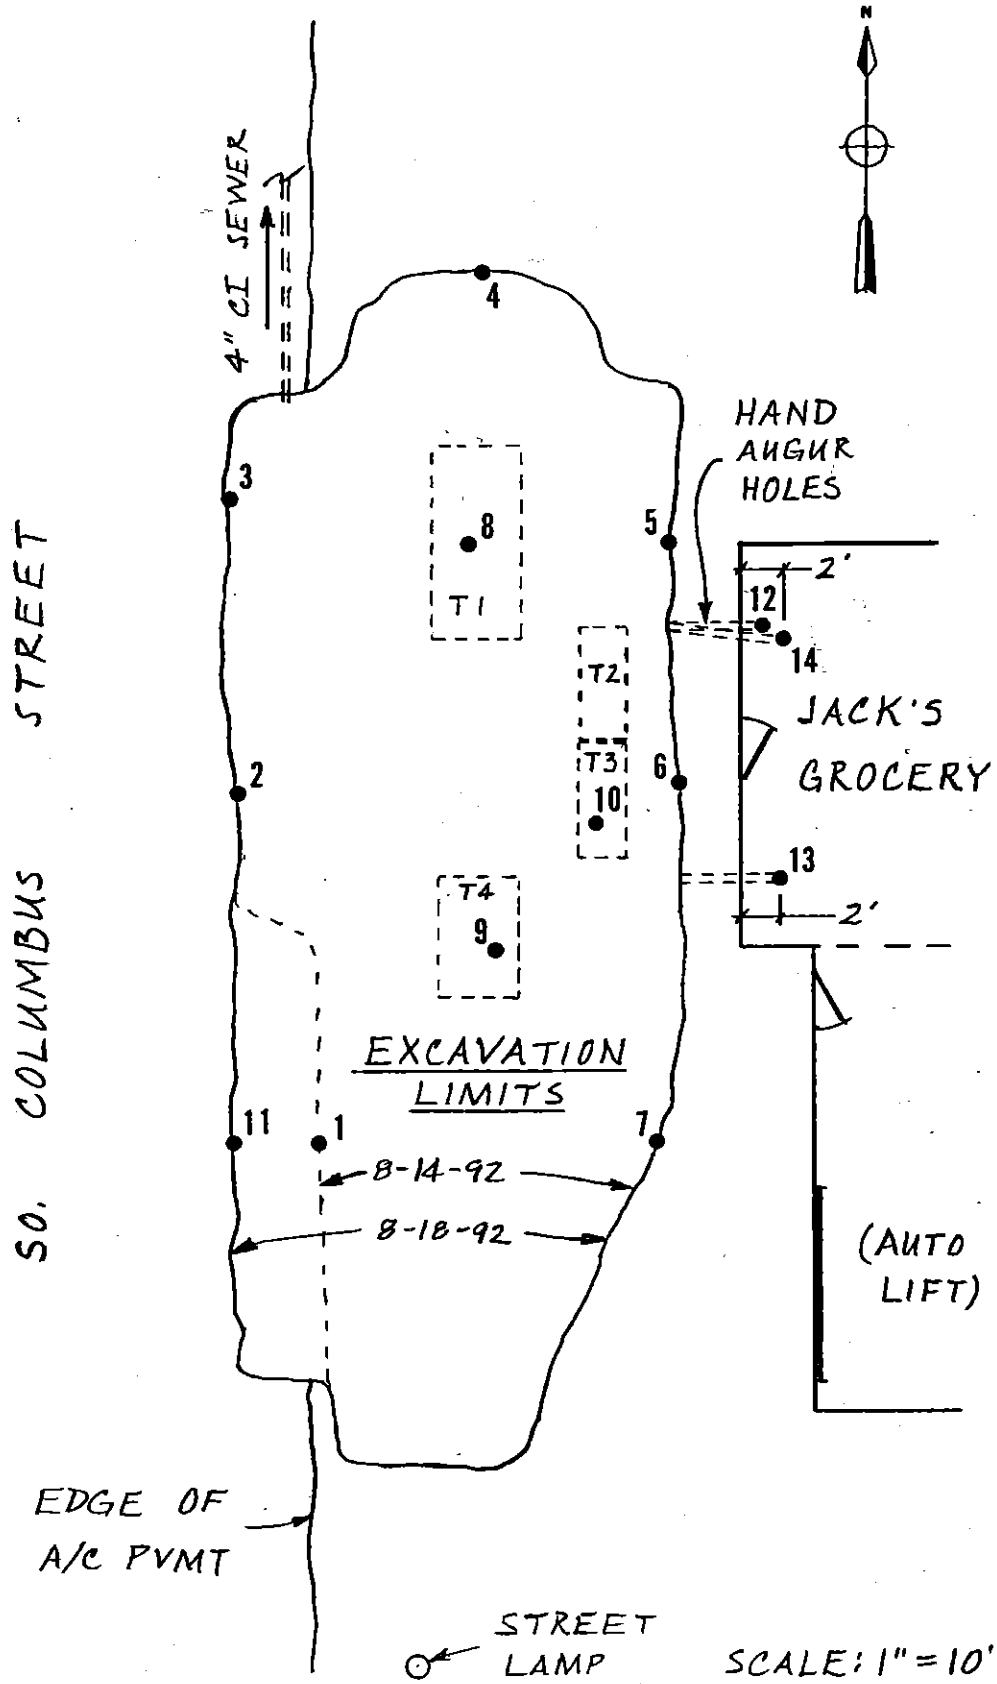 N
4" CI SEWER
4
HAND
AUGUR
HOLES
3
8
5
T1
2'
12
14
T2
JACK'S
GROCERY
T3
6
2
10
13
T4
2'
9
EXCAVATION
LIMITS
11
1
7
8-14-92
8-18-92
(AUTO
LIFT)
SO. COLUMBUS STREET
EDGE OF
A/C PVMT
STREET
LAMP
SCALE: 1" = 10'